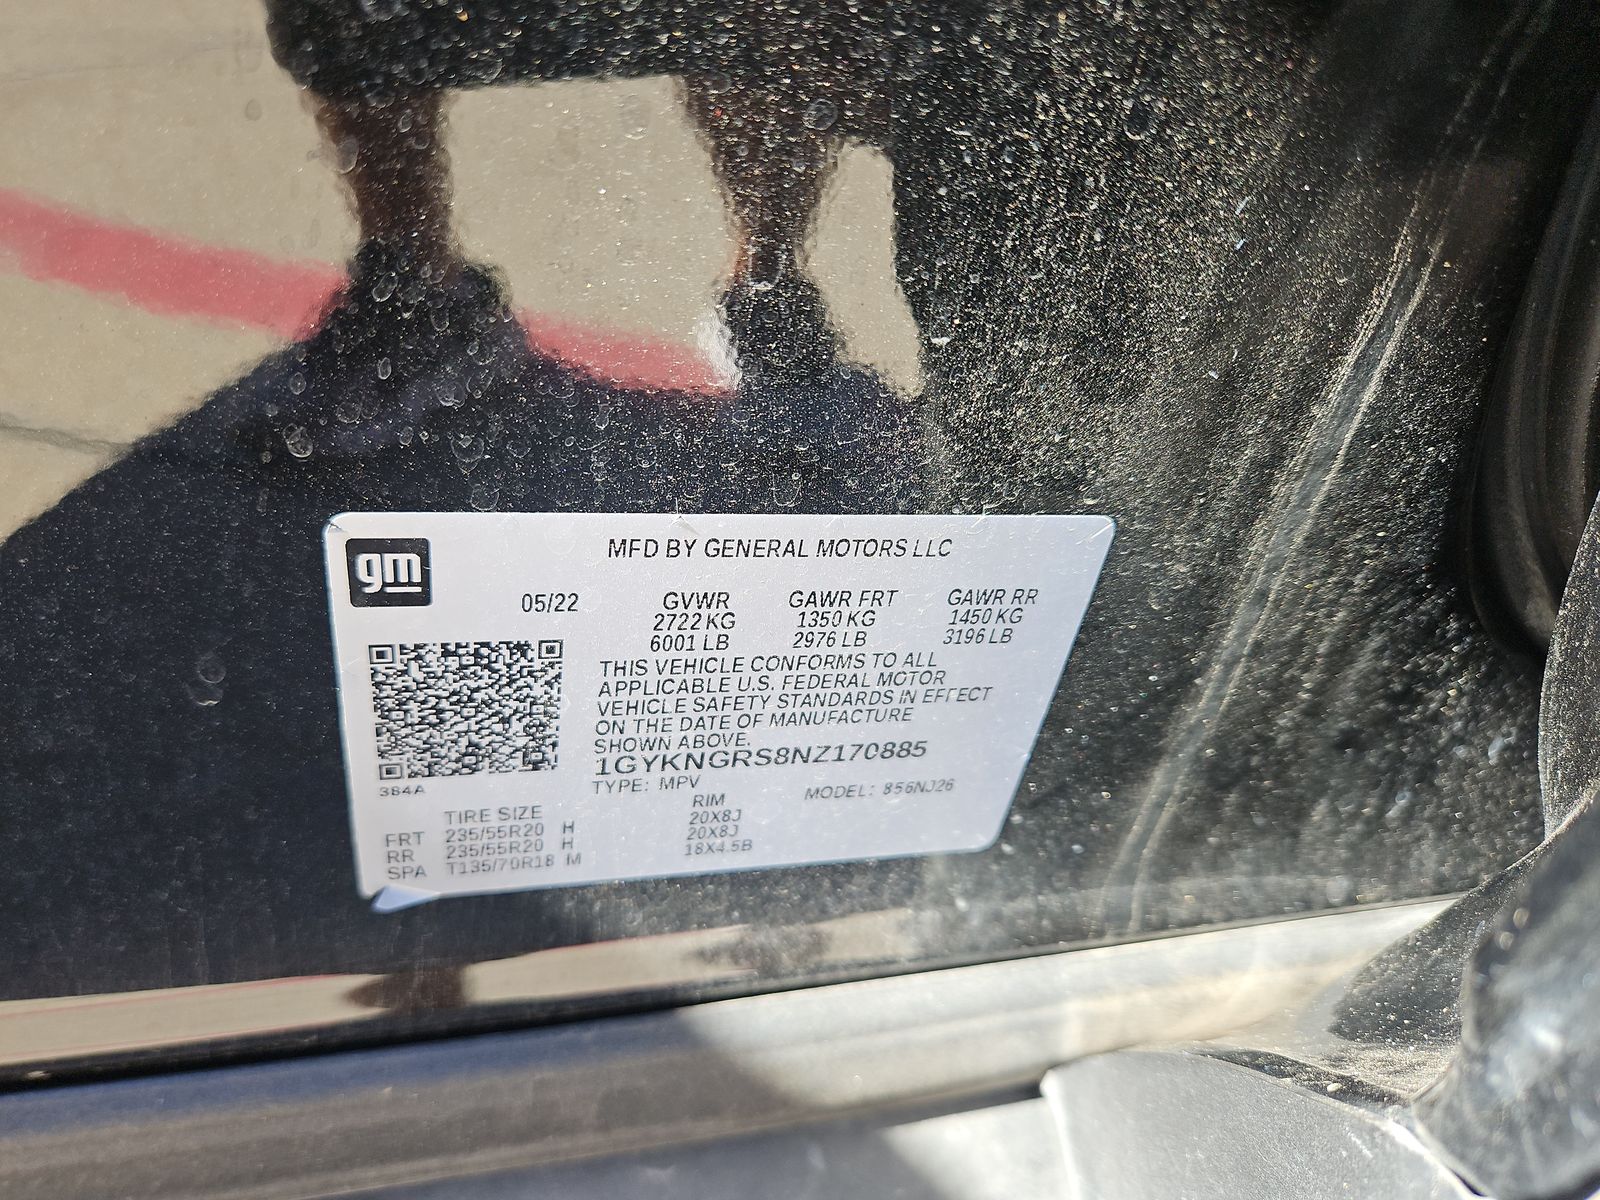 gm
MFD BY GENERAL MOTORS LLC
05/22 GVWR GAWR FRT GAWR RR
2722 KG 1350 KG 1450 KG
6001 LB 2976 LB 3196 LB
THIS VEHICLE CONFORMS TO ALL
APPLICABLE U.S. FEDERAL MOTOR
VEHICLE SAFETY STANDARDS IN EFFECT
ON THE DATE OF MANUFACTURE
SHOWN ABOVE.
1GYKNGRS8NZ170885
TYPE: MPV MODEL: 856NJ26
384A
TIRE SIZE RIM
FRT 235/55R20 H 20X8J
RR 235/55R20 H 20X8J
SPA T135/70R18 M 18X4.5B